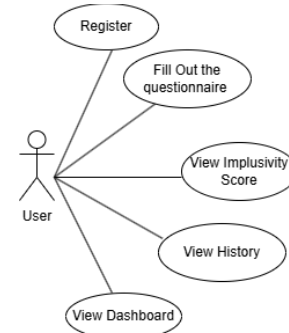 Register
Fill Out the
questionnaire
View Implusivity
Score
User
View History
View Dashboard